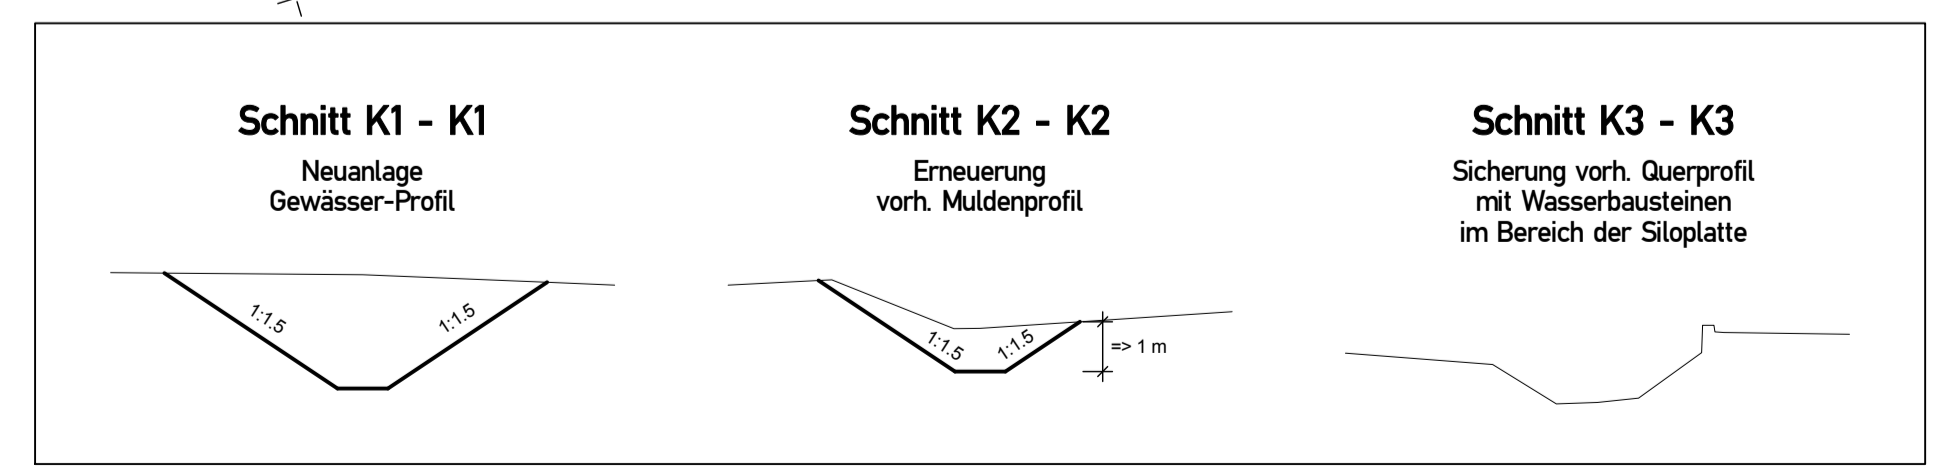 Schnitt K1 - K1
Neuanlage
Gewässer-Profil
1:1.5
1:1.5
Schnitt K2 - K2
Erneuerung
vorh. Muldenprofil
1:1.5
1:1.5
=> 1 m
Schnitt K3 - K3
Sicherung vorh. Querprofil
mit Wasserbausteinen
im Bereich der Siloplatte